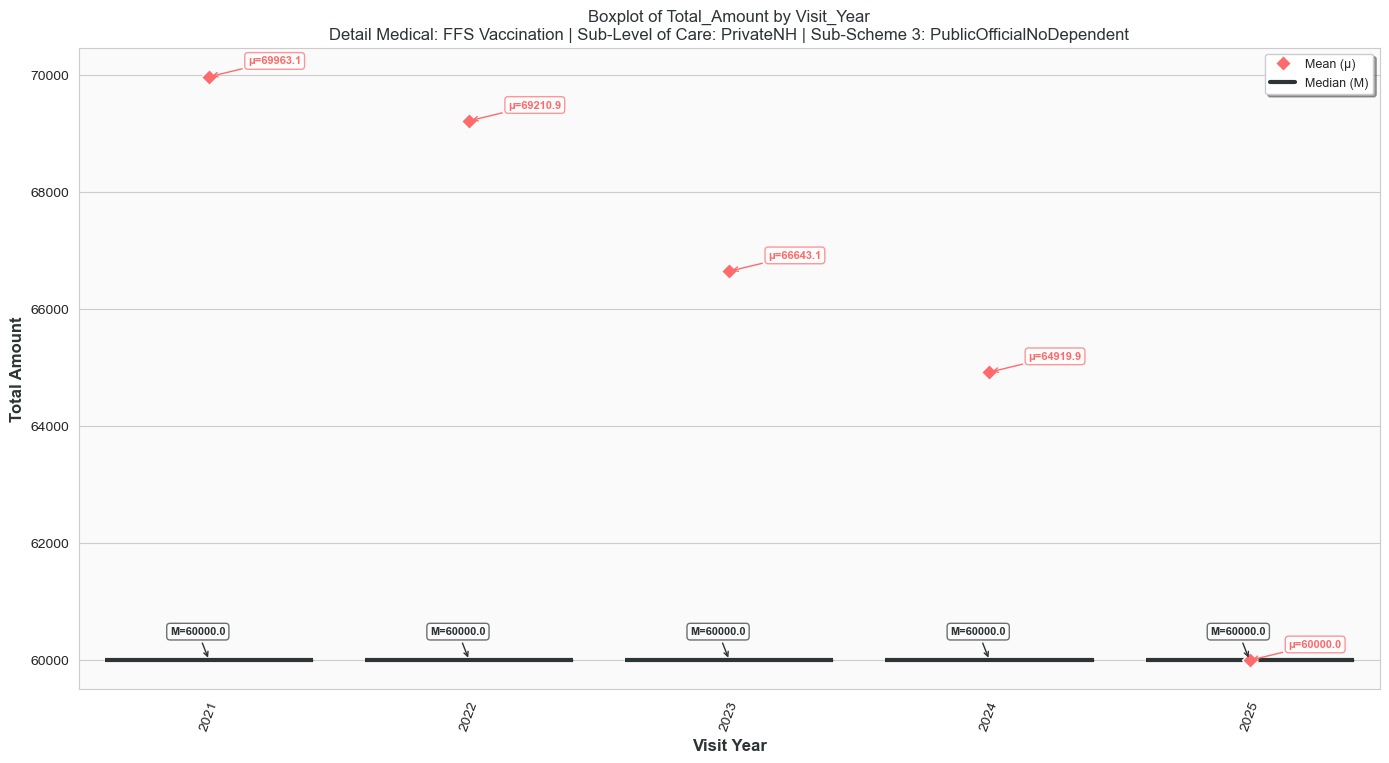 Boxplot of Total_Amount by Visit_Year
Detail Medical: FFS Vaccination | Sub-Level of Care: PrivateNH | Sub-Scheme 3: PublicOfficialNoDependent
Mean (μ)
Median (M)
μ=69963.1
μ=69210.9
μ=66643.1
μ=64919.9
μ=60000.0
M=60000.0
M=60000.0
M=60000.0
M=60000.0
M=60000.0
Total Amount
70000
68000
66000
64000
62000
60000
2021
2022
2023
2024
2025
Visit Year